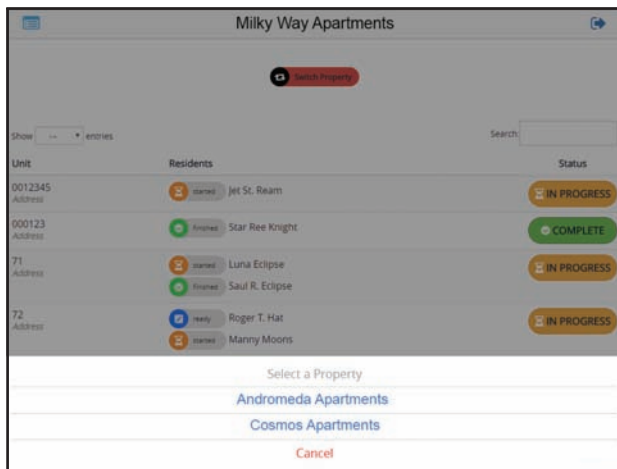 Milky Way Apartments
Switch Property
Show --- entries
Search:
Unit Residents Status
0012345 started Jet St. Ream IN PROGRESS
Address
000123 finished Star Ree Knight COMPLETE
Address
71 started Luna Eclipse IN PROGRESS
Address finished Saul R. Eclipse
72 ready Roger T. Hat IN PROGRESS
Address started Manny Moons
Select a Property
Andromeda Apartments
Cosmos Apartments
Cancel